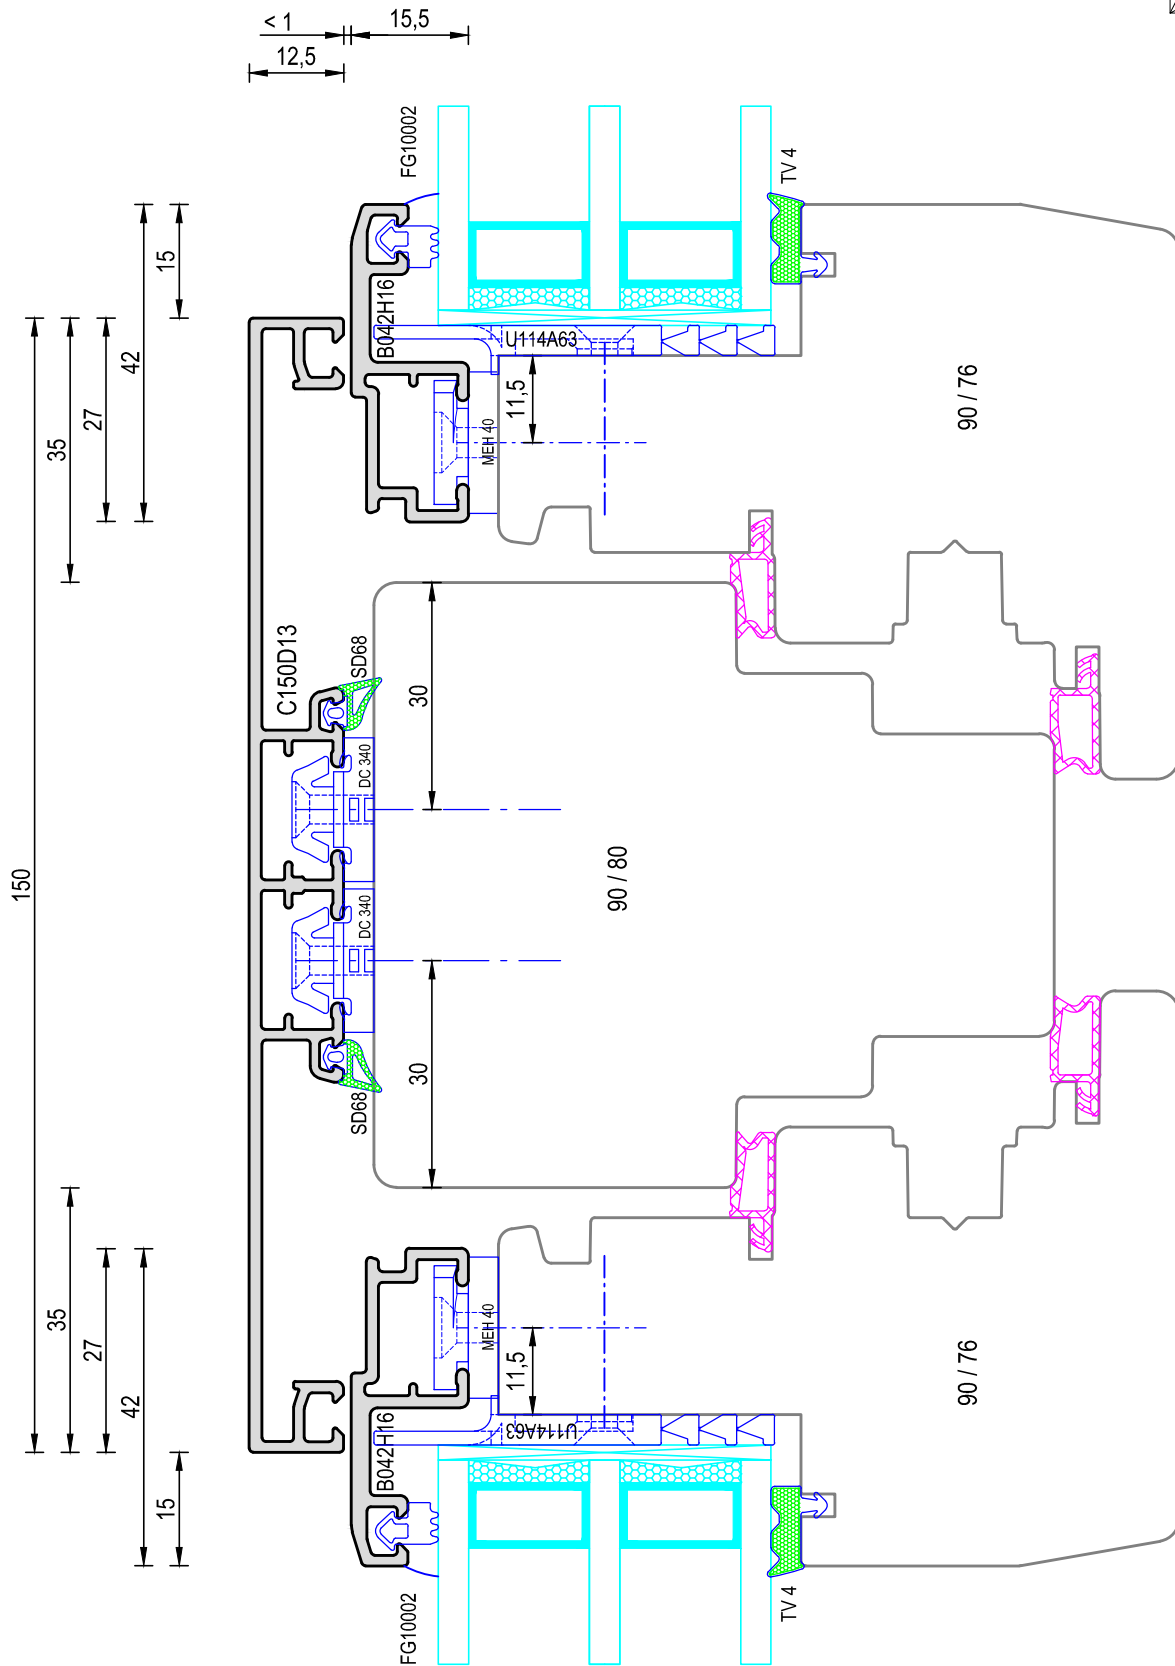 < 1
15,5
12,5
FG10002
TV 4
42
15
B042H16
U114A63
27
11,5
90 / 76
35
MEH 40
C150D13
SD68
30
DC 340
150
90 / 80
DC 340
30
SD68
35
27
MEH 40
11,5
90 / 76
42
B042H16
U114A63
15
FG10002
TV 4